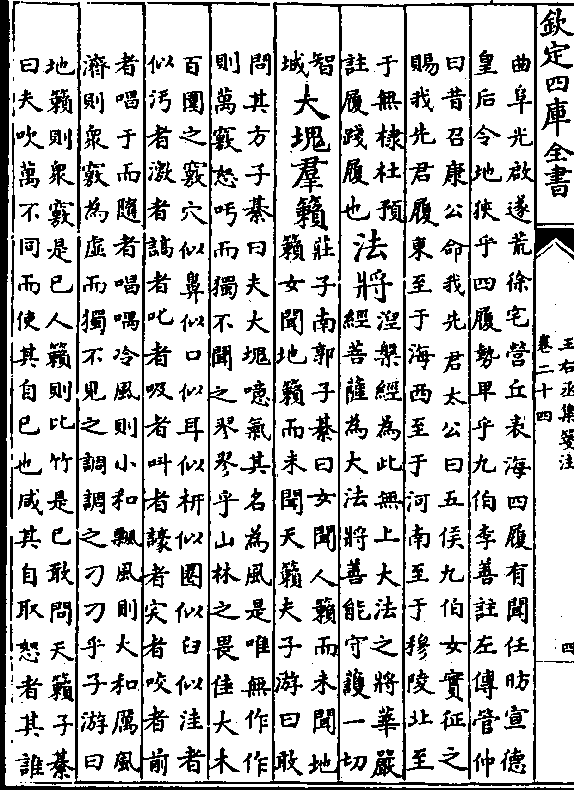 欽定四庫全書
王右丞集箋注
卷二十四
四
曲阜光啟遂荒徐宅營丘表海四履有聞任昉宣德
皇后令地狹乎四履勢卑乎九伯李善註左傳管仲
曰昔召康公命我先君太公曰五侯九伯女實征之
賜我先君履東至于海西至于河南至于穆陵北至
于無棣杜預
註履踐履也
法將
湼槃經為此無上大法之將華嚴
經菩薩為大法將善能守護一切
智
城
大塊羣籟
莊子南郭子綦曰女聞人籟而未聞地
籟女聞地籟而未聞天籟夫子游曰敢
問其方子綦曰夫大塊噫氣其名為風是唯無作作
則萬竅怒呺而獨不聞之翏翏乎山林之畏佳大木
百圍之竅穴似鼻似口似耳似枅似圈似臼似洼者
似污者激者謞者叱者吸者叫者譹者宎者咬者前
者唱于而隨者唱喁冷風則小和飄風則大和厲風
濟則衆竅為虛而獨不見之調調之刁刁乎子游曰
地籟則衆竅是已人籟則比竹是已敢問天籟子綦
曰夫吹萬不同而使其自已也咸其自取怒者其誰